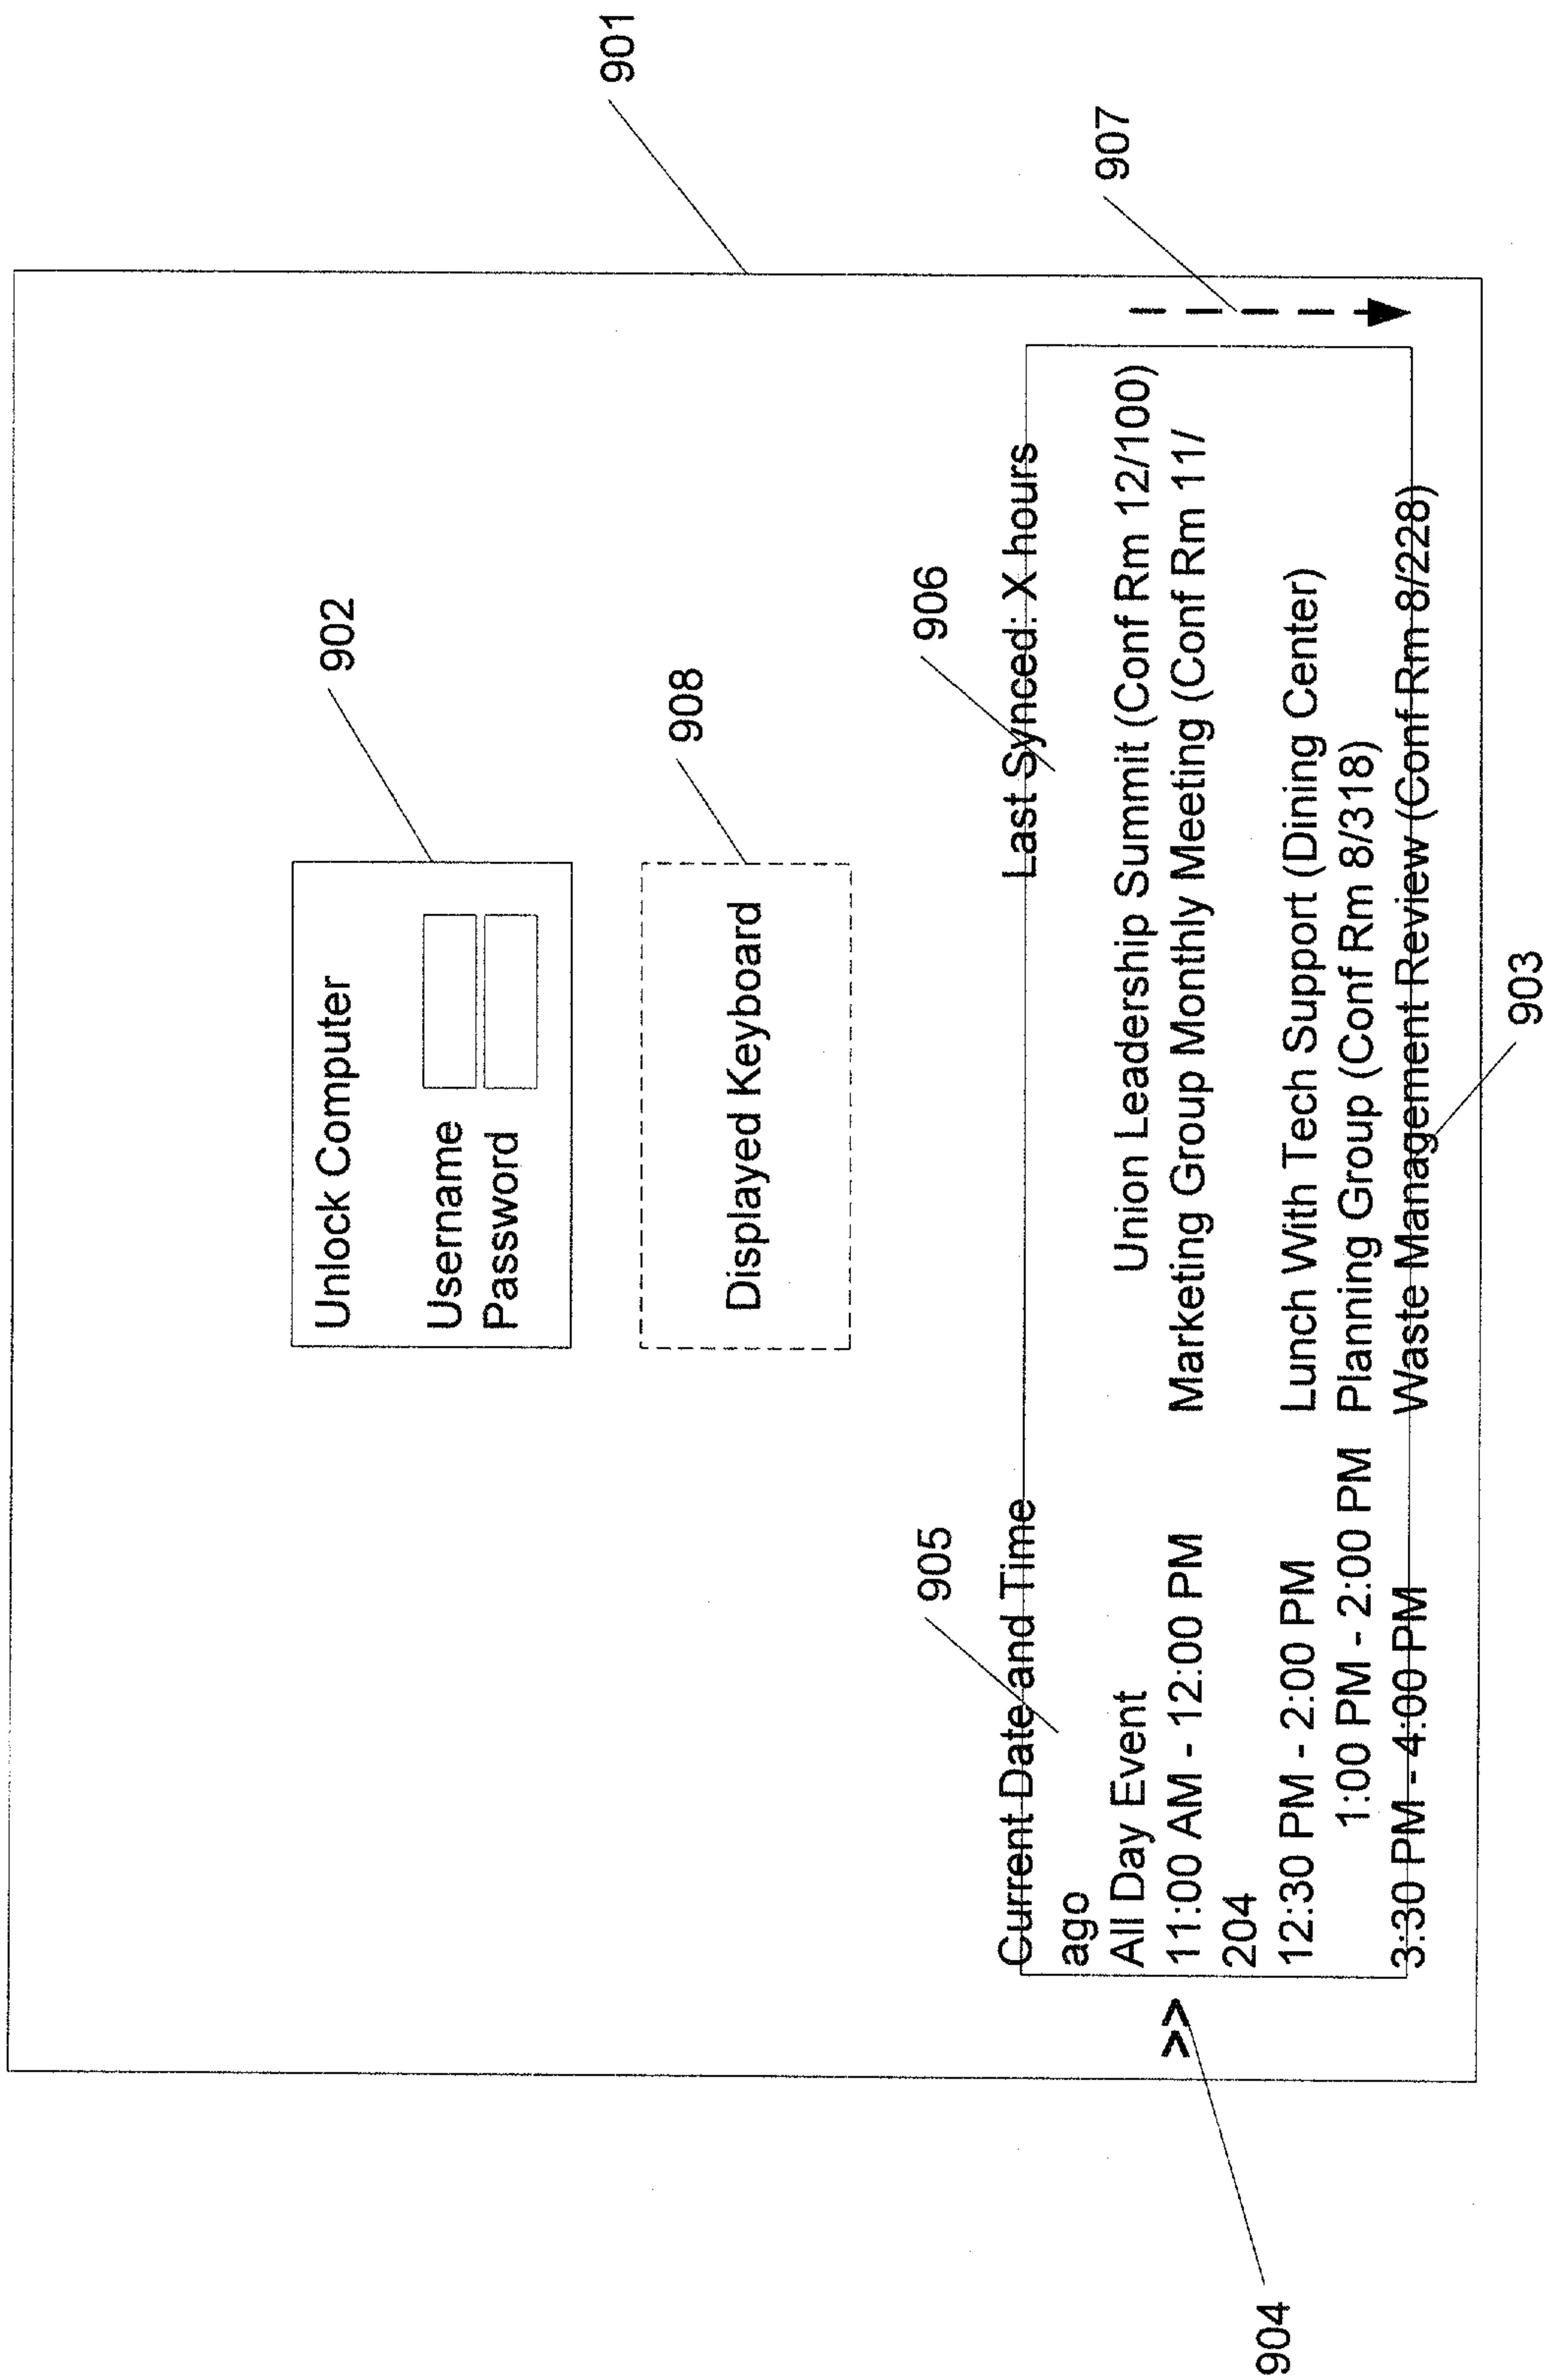 901
902
Unlock Computer
Username
Password
908
Displayed Keyboard
905
906
907
Current Date and Time Last Synced: X hours
ago
All Day Event Union Leadership Summit (Conf Rm 12/100)
>> 11:00 AM - 12:00 PM Marketing Group Monthly Meeting (Conf Rm 11/
204
12:30 PM - 2:00 PM Lunch With Tech Support (Dining Center)
1:00 PM - 2:00 PM Planning Group (Conf Rm 8/318)
3:30 PM - 4:00 PM Waste Management Review (Conf Rm 8/228)
904
903